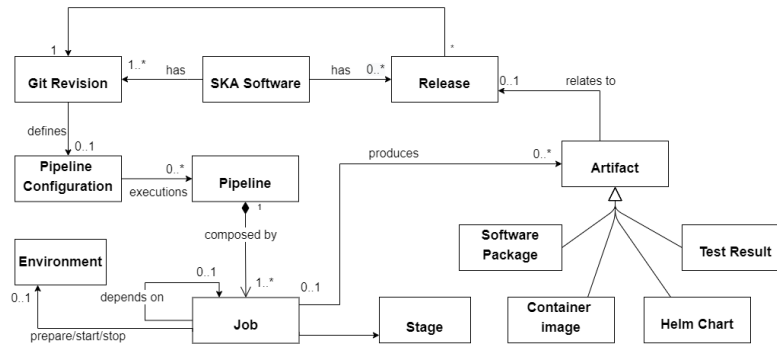 1
*
1..*
has
has
0..*
0..1
relates to
Git Revision
SKA Software
Release
defines
0..1
0..*
produces
0..*
Pipeline
Configuration
executions
Pipeline
Artifact
1
composed by
Software
Package
Test Result
Environment
0..1
depends on
0..1
1..*
0..1
Job
Stage
Container
image
Helm Chart
prepare/start/stop